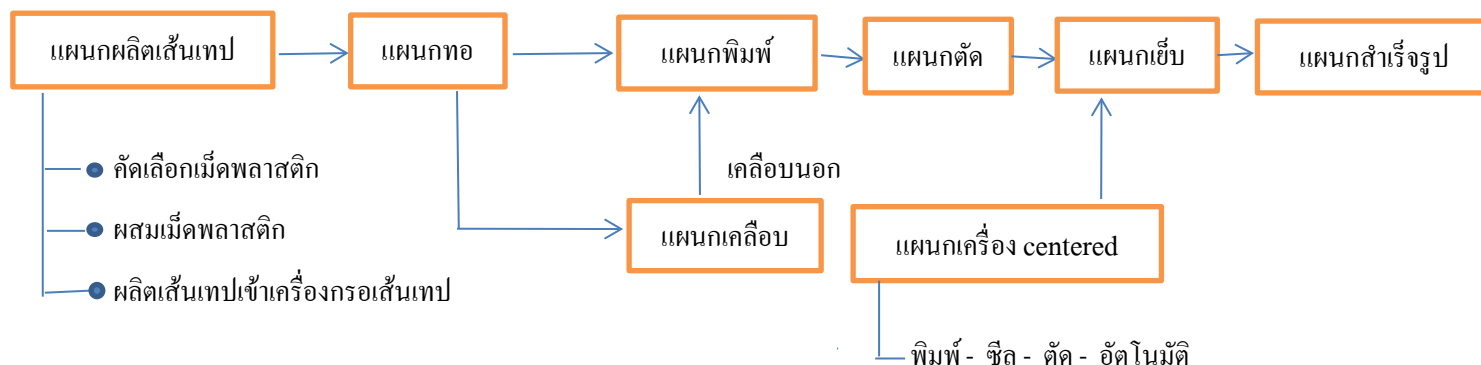 แผนกผลิตเส้นเทป
แผนกทอ
แผนกพิมพ์
แผนกตัด
แผนกเย็บ
แผนกสำเร็จรูป
คัดเลือกเม็ดพลาสติก
เคลือบนอก
ผสมเม็ดพลาสติก
แผนกเคลือบ
แผนกเครื่อง centered
ผลิตเส้นเทปเข้าเครื่องกรอเส้นเทป
พิมพ์ - ซีล - ตัด - อัตโนมัติ